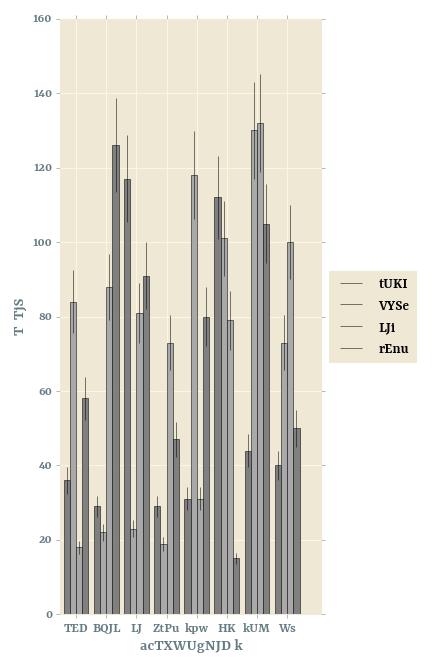 160
140
120
100
80
60
40
20
0
T TjS
TED BQJL LJ ZtPu kpw HK kUM Ws
acTXWUgNJD k
tUKI
VYSe
LJi
rEnu